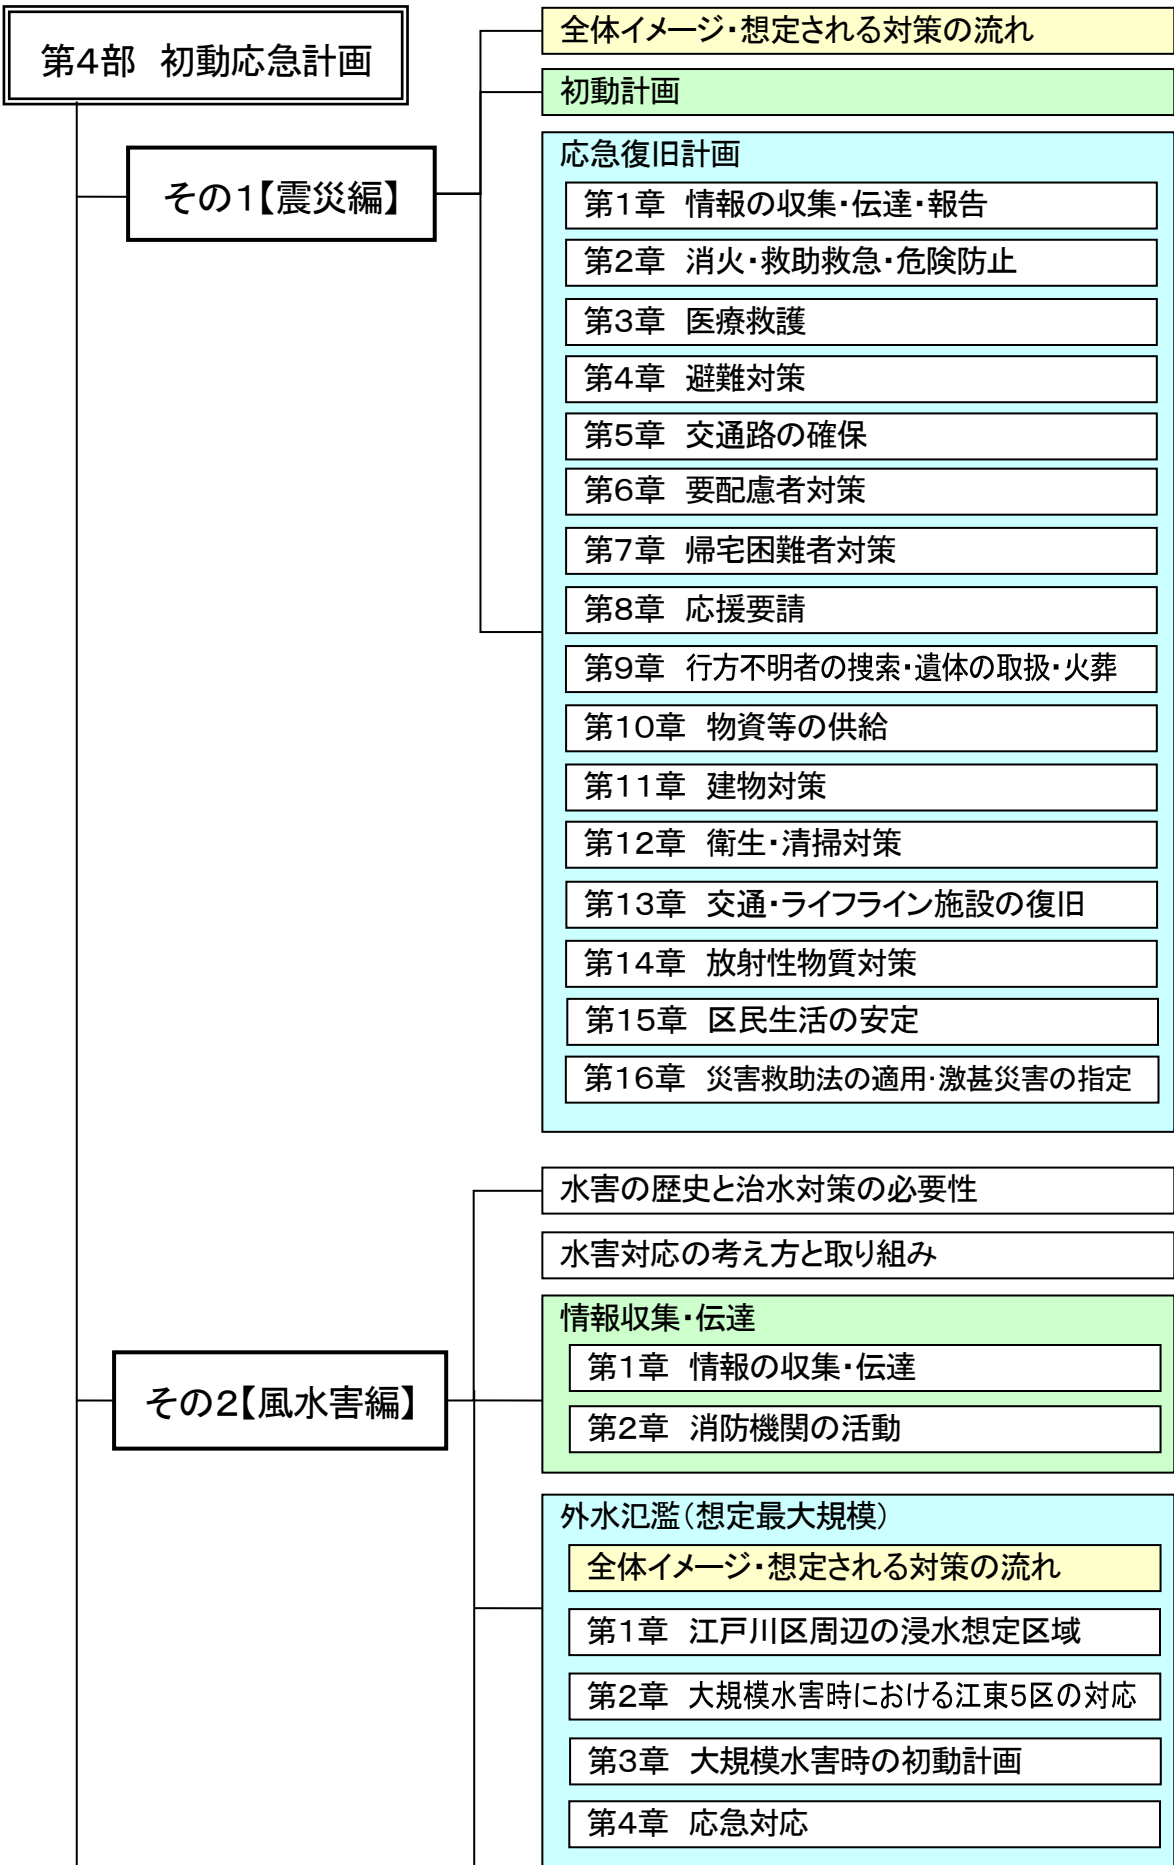 第4部 初動応急計画
その1【震災編】
全体イメージ・想定される対策の流れ
初動計画
応急復旧計画
第1章 情報の収集・伝達・報告
第2章 消火・救助救急・危険防止
第3章 医療救護
第4章 避難対策
第5章 交通路の確保
第6章 要配慮者対策
第7章 帰宅困難者対策
第8章 応援要請
第9章 行方不明者の捜索・遺体の取扱・火葬
第10章 物資等の供給
第11章 建物対策
第12章 衛生・清掃対策
第13章 交通・ライフライン施設の復旧
第14章 放射性物質対策
第15章 区民生活の安定
第16章 災害救助法の適用・激甚災害の指定
その2【風水害編】
水害の歴史と治水対策の必要性
水害対応の考え方と取り組み
情報収集・伝達
第1章 情報の収集・伝達
第2章 消防機関の活動
外水氾濫（想定最大規模）
全体イメージ・想定される対策の流れ
第1章 江戸川区周辺の浸水想定区域
第2章 大規模水害時における江東5区の対応
第3章 大規模水害時の初動計画
第4章 応急対応